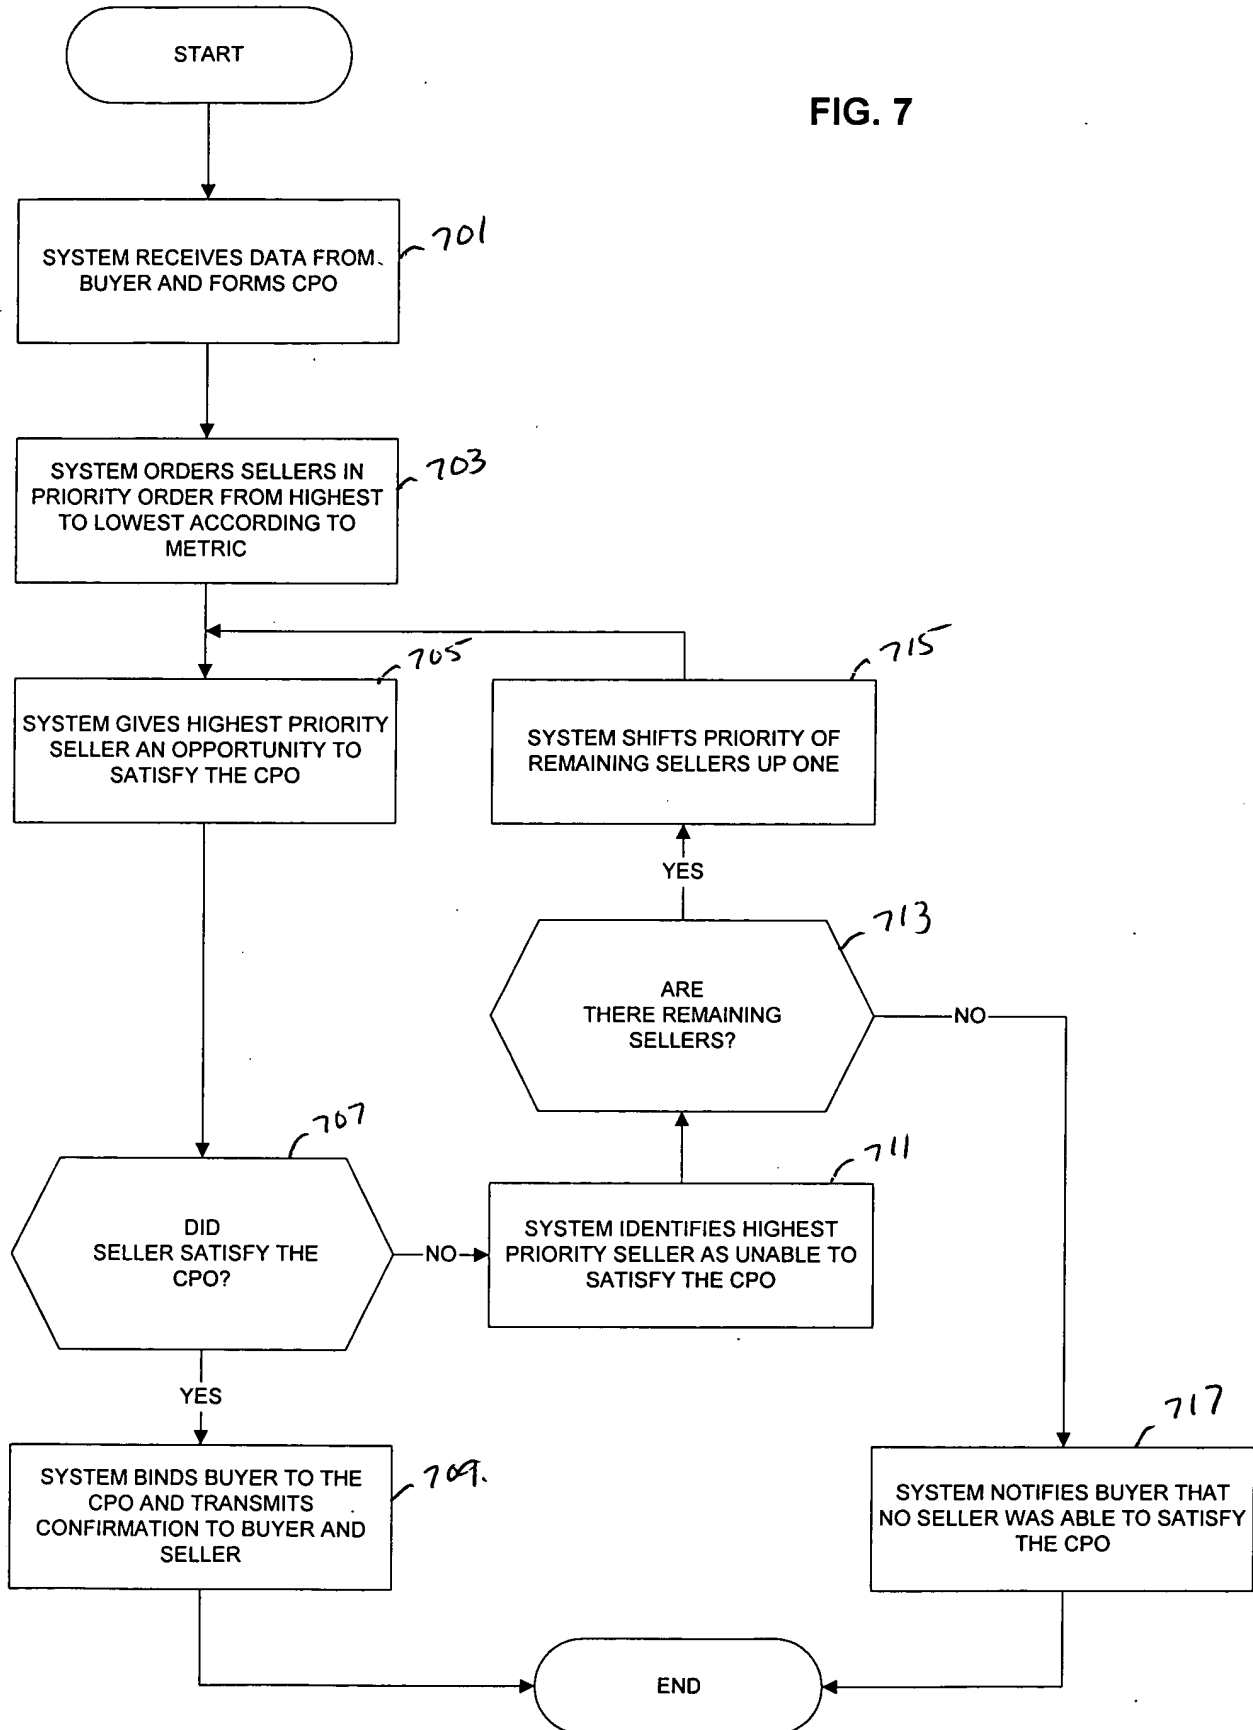 START
FIG. 7
701
SYSTEM RECEIVES DATA FROM
BUYER AND FORMS CPO
703
SYSTEM ORDERS SELLERS IN
PRIORITY ORDER FROM HIGHEST
TO LOWEST ACCORDING TO
METRIC
705
SYSTEM GIVES HIGHEST PRIORITY
SELLER AN OPPORTUNITY TO
SATISFY THE CPO
715
SYSTEM SHIFTS PRIORITY OF
REMAINING SELLERS UP ONE
YES
713
ARE
THERE REMAINING
SELLERS?
NO
707
DID
SELLER SATISFY THE
CPO?
NO
711
SYSTEM IDENTIFIES HIGHEST
PRIORITY SELLER AS UNABLE TO
SATISFY THE CPO
YES
709.
SYSTEM BINDS BUYER TO THE
CPO AND TRANSMITS
CONFIRMATION TO BUYER AND
SELLER
717
SYSTEM NOTIFIES BUYER THAT
NO SELLER WAS ABLE TO SATISFY
THE CPO
END